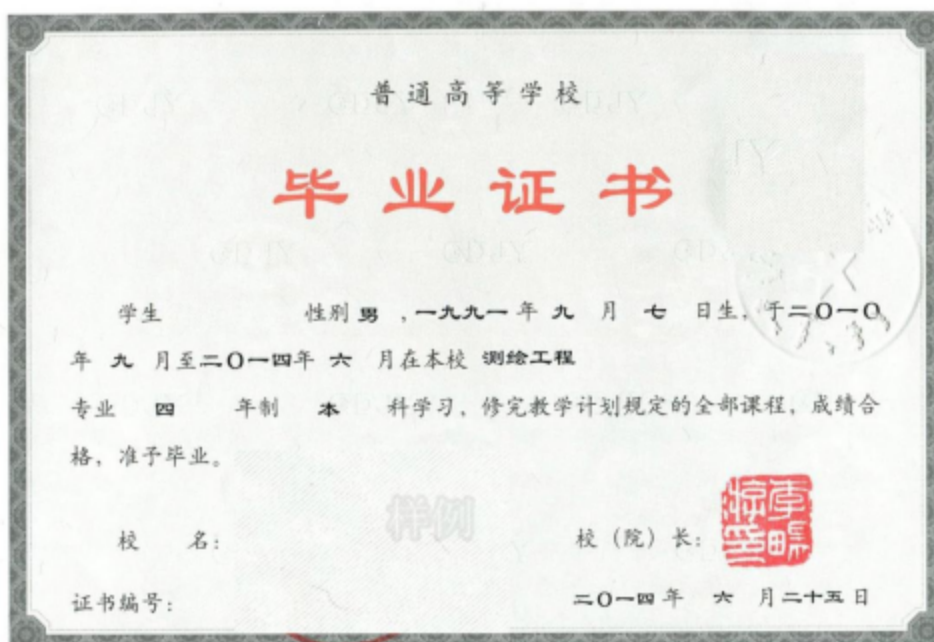 普通高等学校
毕业证书
学生 性别 男 ,一九九一年 九 月 七 日生,于二〇一〇
年 九 月至二〇一四年 六 月在本校 测绘工程
专业 四 年制 本 科学习,修完教学计划规定的全部课程,成绩合
格,准予毕业。
样例
校 名: 校(院)长:
证书编号: 二〇一四年 六 月二十五日